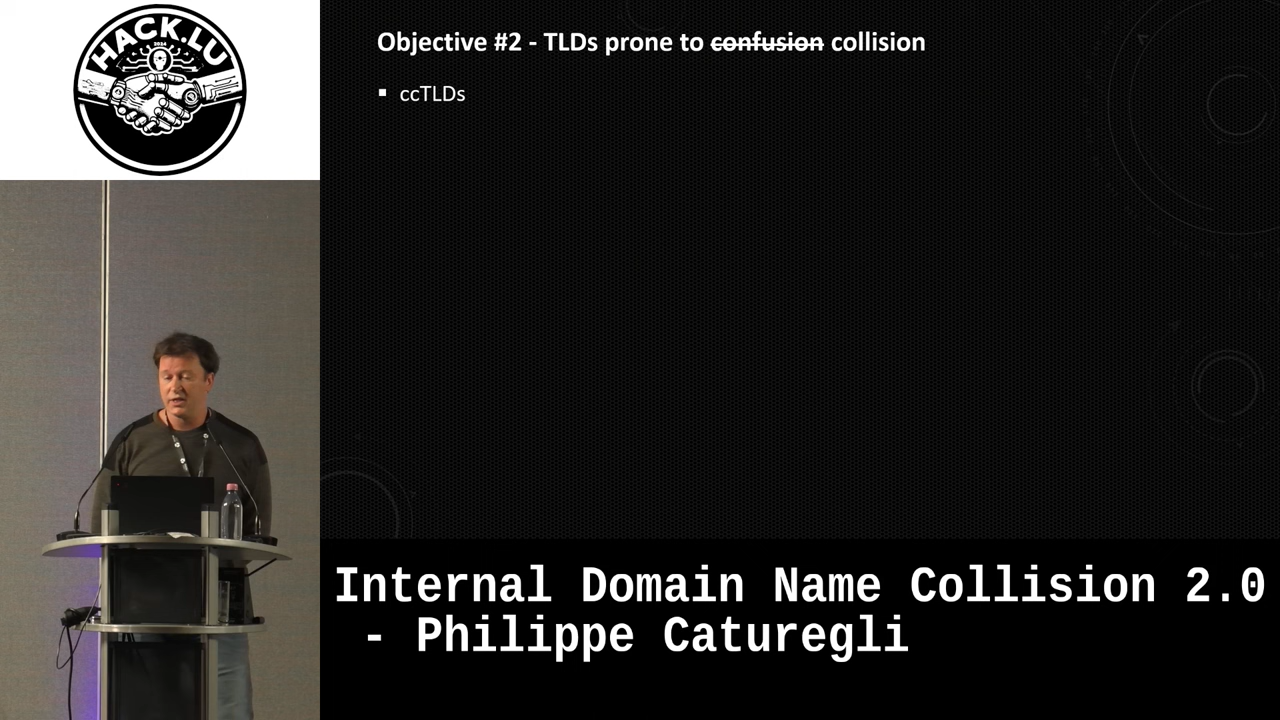 HACK.LU
2024
Objective #2 - TLDs prone to confusion collision
▪ ccTLDs
Internal Domain Name Collision 2.0
- Philippe Caturegli